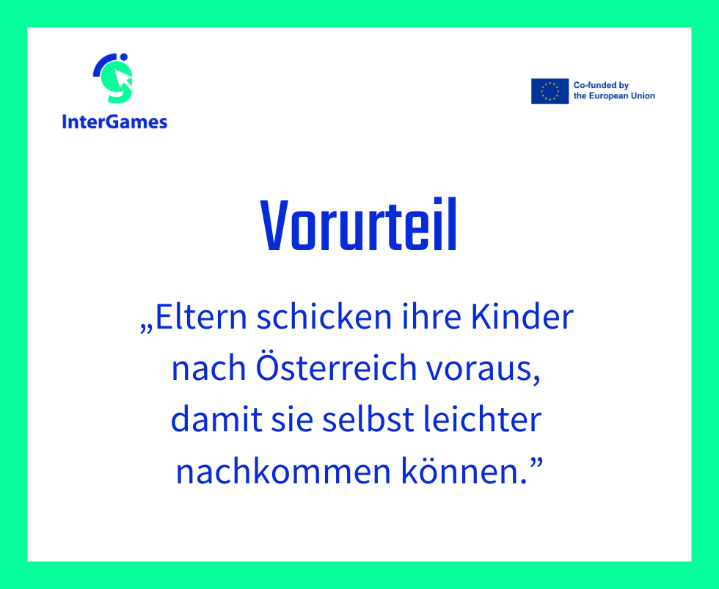 InterGames
Co-funded by
the European Union
Vorurteil
„Eltern schicken ihre Kinder
nach Österreich voraus,
damit sie selbst leichter
nachkommen können.”